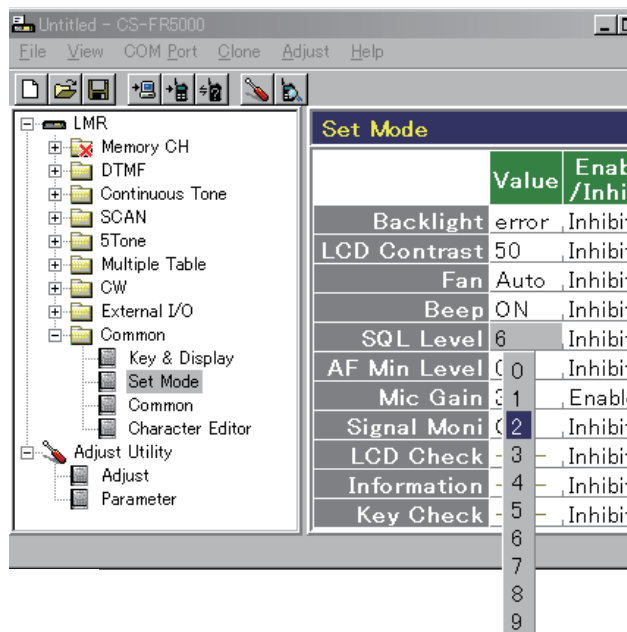 Untitled - CS-FR5000
File View COM Port Clone Adjust Help
LMR
Memory CH
DTMF
Continuous Tone
SCAN
5Tone
Multiple Table
CW
External I/O
Common
Key & Display
Set Mode
Common
Character Editor
Adjust Utility
Adjust
Parameter
Set Mode
Value Enab
/Inhi
Backlight error Inhibi
LCD Contrast 50 Inhibi
Fan Auto Inhibi
Beep ON Inhibi
SQL Level 6 Inhibi
AF Min Level Inhibi
Mic Gain Enabl
Signal Moni Inhibi
LCD Check - - Inhibi
Information - - Inhibi
Key Check - - Inhibi
0
1
2
3
4
5
6
7
8
9